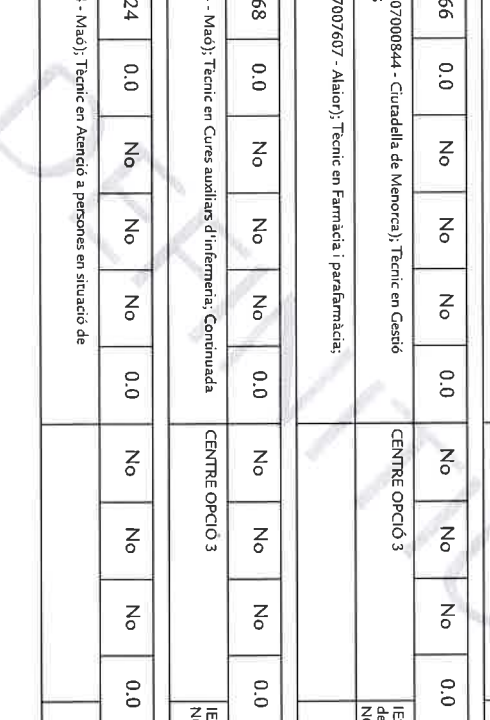 66 0.0 No No No 0.0 No No No 0.0
07000844 - Ciutadella de Menorca); Tècnic en Gestió
CENTRE OPCIÓ 3
7007607 - Alaior); Tècnic en Farmàcia i parafarmàcia;
68 0.0 No No No 0.0 No No No 0.0
- Maó); Tècnic en Cures auxiliars d'infermeria; Continuada
CENTRE OPCIÓ 3
24 0.0 No No No 0.0 No No No 0.0
- Maó); Tècnic en Atenció a persones en situació de